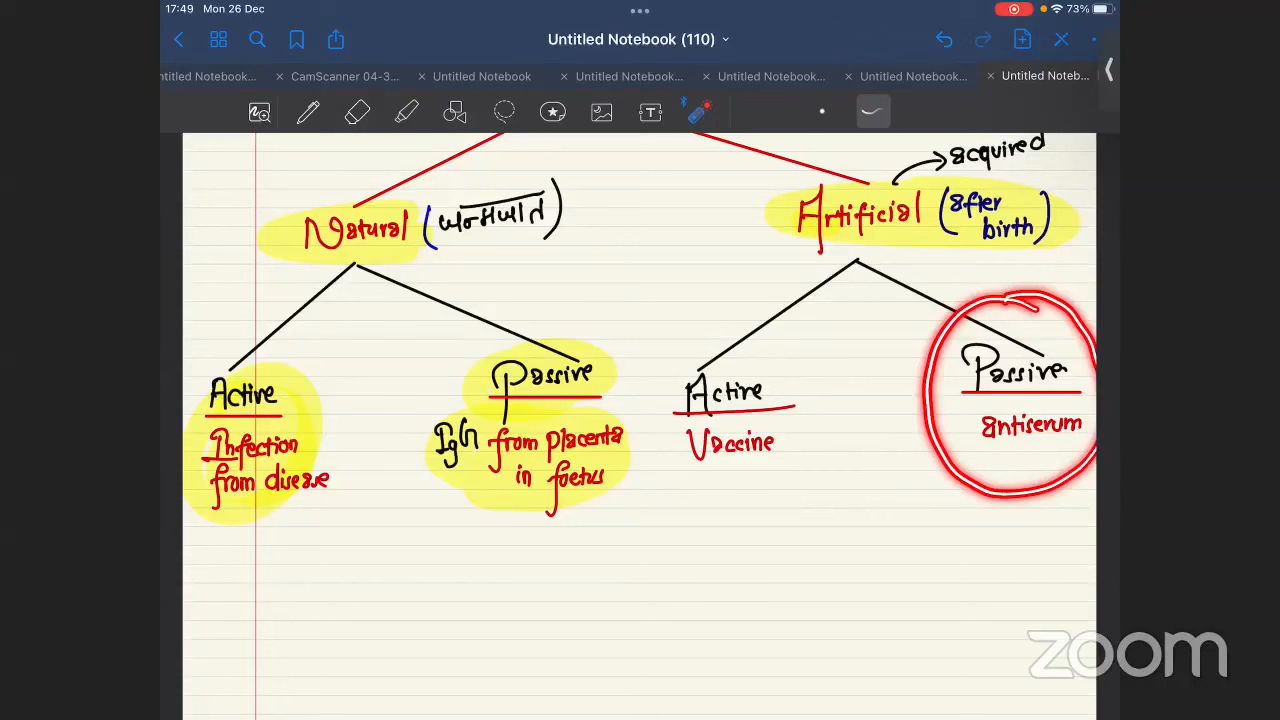 17:49 Mon 26 Dec
73%
Untitled Notebook (110)
ntitled Notebook...
CamScanner 04-3...
Untitled Notebook
Untitled Notebook...
Untitled Notebook...
Untitled Notebook...
Untitled Noteb...
acquired
Natural
Artificial (after
birth)
Active
Infection
from disease
Passive
IgG from placenta
in foetus
Active
Vaccine
Passive
antiserum
zoom